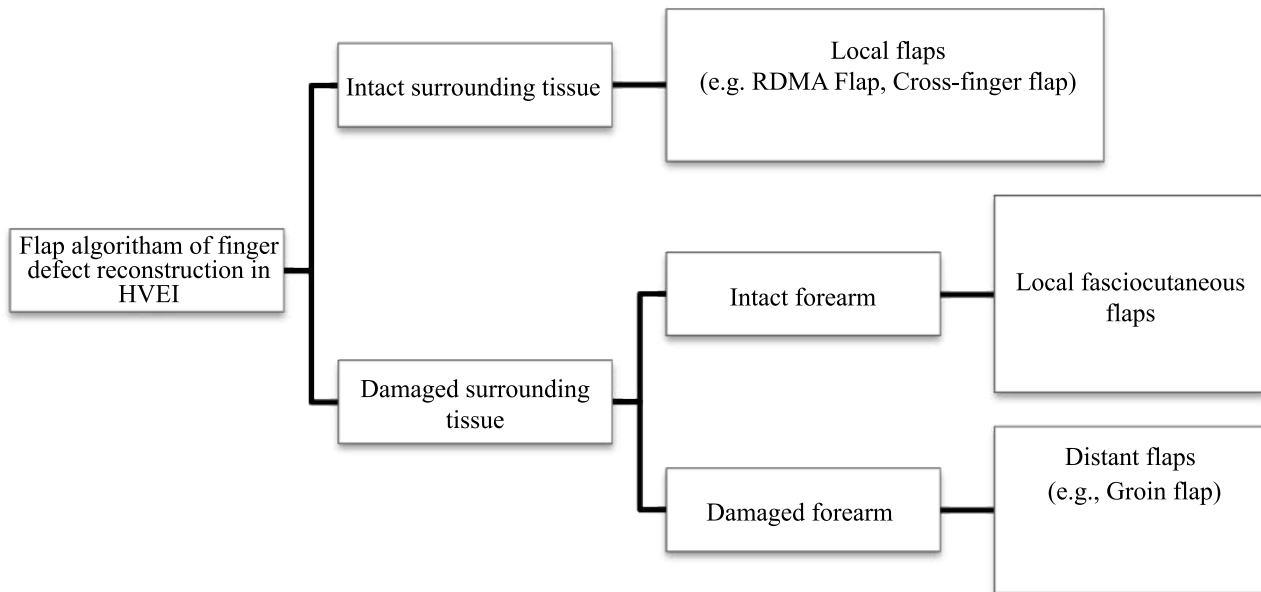 Flap algoritham of finger
defect reconstruction in
HVEI
Intact surrounding tissue
Local flaps
(e.g. RDMA Flap, Cross-finger flap)
Damaged surrounding
tissue
Intact forearm
Local fasciocutaneous
flaps
Damaged forearm
Distant flaps
(e.g., Groin flap)